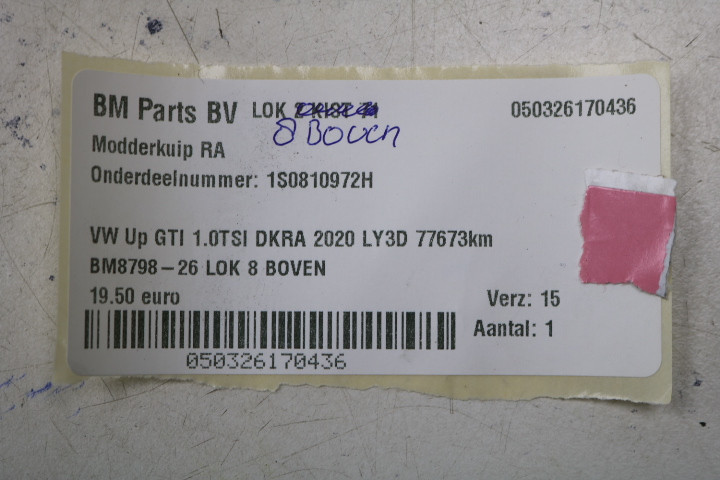 BM Parts BV LOK 050326170436
8 Boven
Modderkuip RA
Onderdeelnummer: 1S0810972H
VW Up GTI 1.0TSI DKRA 2020 LY3D 77673km
BM8798-26 LOK 8 BOVEN
19.50 euro Verz: 15
Aantal: 1
050326170436